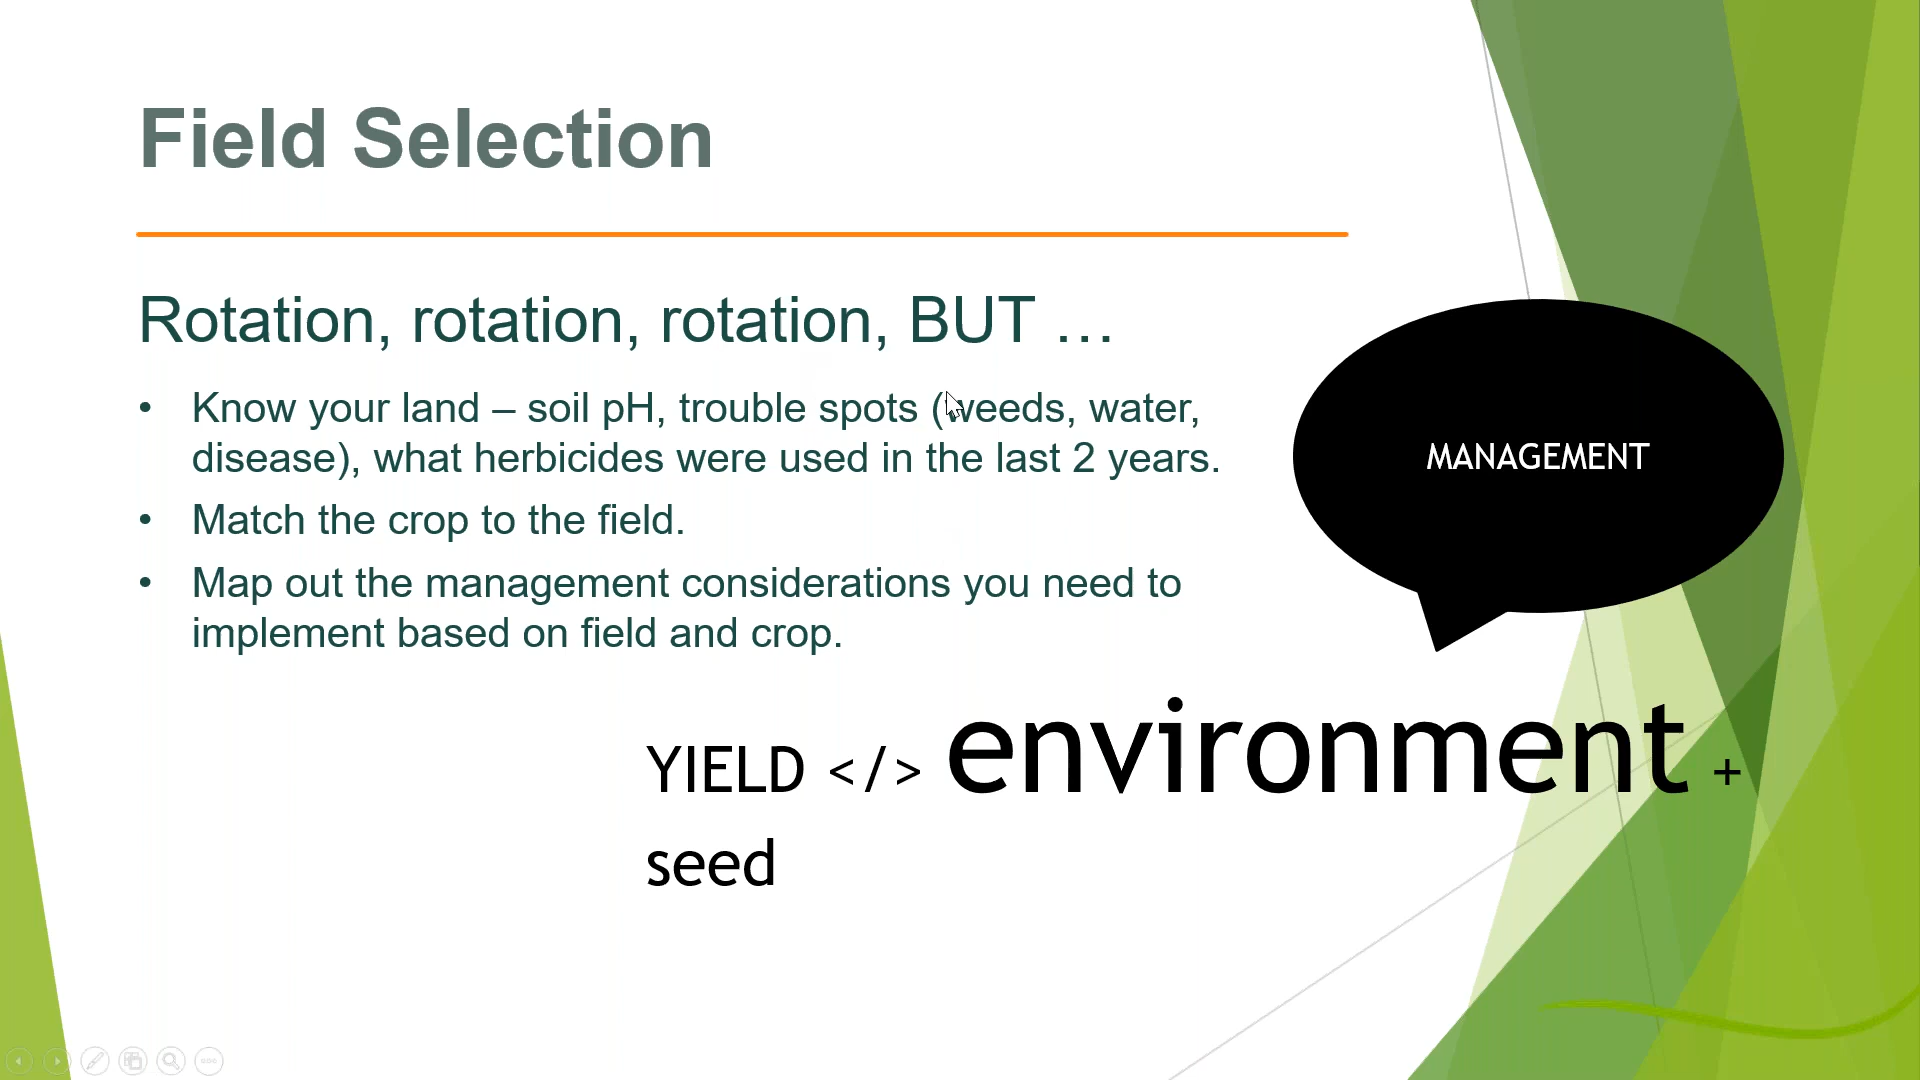 Field Selection
Rotation, rotation, rotation, BUT …
• Know your land – soil pH, trouble spots (weeds, water,
disease), what herbicides were used in the last 2 years.
• Match the crop to the field.
• Map out the management considerations you need to
implement based on field and crop.
MANAGEMENT
YIELD </> environment +
seed